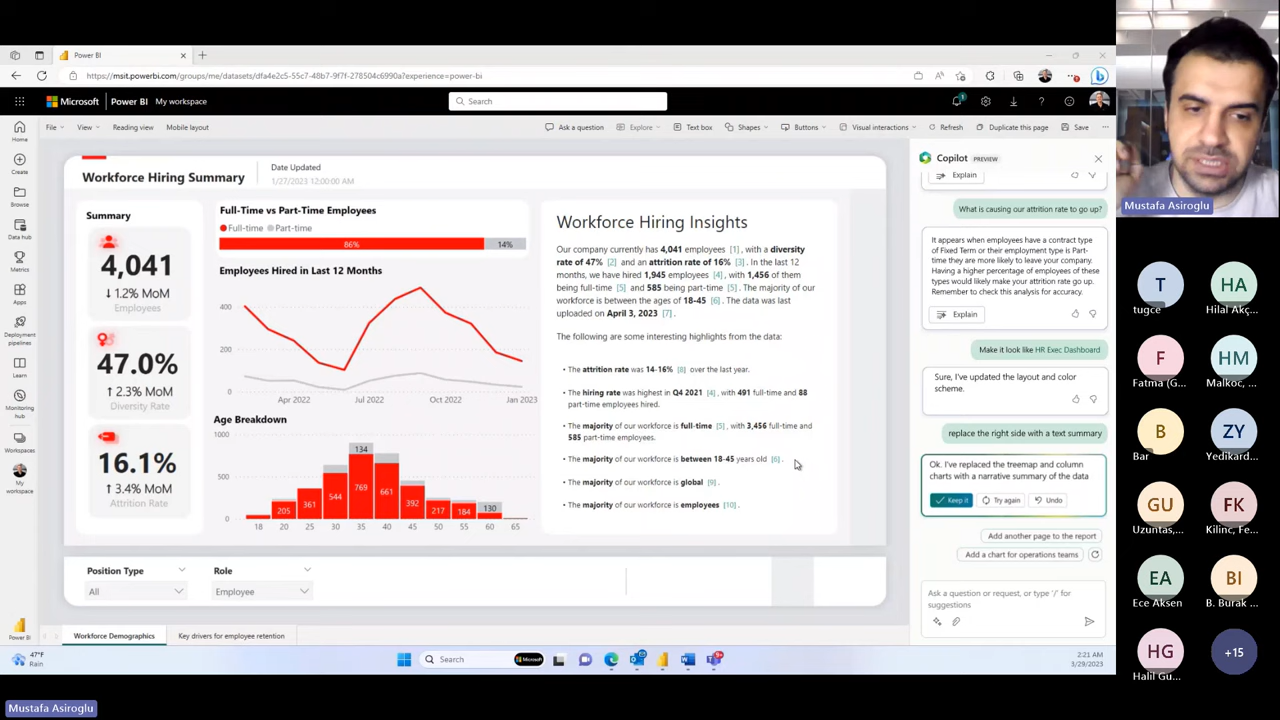 Power BI
https://msit.powerbi.com/groups/me/datasets/dfa4e2c5-55c7-48b7-9f7f-278504c6990a?experience=power-bi
Microsoft Power BI My workspace
Search
File View Reading view Mobile layout
Ask a question Explore Text box Shapes Buttons Visual interactions Refresh Duplicate this page Save
Home
Create
Browse
Data hub
Metrics
Apps
Deployment pipelines
Learn
Monitoring hub
Workspaces
My workspace
Power BI
Workforce Hiring Summary
Date Updated
1/27/2023 12:00:00 AM
Summary
4,041
↓ 1.2% MoM
Employees
47.0%
↑ 2.3% MoM
Diversity Rate
16.1%
↑ 3.4% MoM
Attrition Rate
Full-Time vs Part-Time Employees
Full-time Part-time
86% 14%
Employees Hired in Last 12 Months
400
200
0
Apr 2022 Jul 2022 Oct 2022 Jan 2023
Age Breakdown
1000
500
0
205 361 544 134 769 661 392 217 184 130
18 20 25 30 35 40 45 50 55 60 65
Workforce Hiring Insights
Our company currently has 4,041 employees [1], with a diversity
rate of 47% [2] and an attrition rate of 16% [3]. In the last 12
months, we have hired 1,945 employees [4], with 1,456 of them
being full-time [5] and 585 being part-time [5]. The majority of our
workforce is between the ages of 18-45 [6]. The data was last
uploaded on April 3, 2023 [7].
The following are some interesting highlights from the data:
• The attrition rate was 14-16% [8] over the last year.
• The hiring rate was highest in Q4 2021 [4], with 491 full-time and 88
part-time employees hired.
• The majority of our workforce is full-time [5], with 3,456 full-time and
585 part-time employees.
• The majority of our workforce is between 18-45 years old [6].
• The majority of our workforce is global [9].
• The majority of our workforce is employees [10].
Position Type
All
Role
Employee
Workforce Demographics Key drivers for employee retention
Copilot PREVIEW
Explain
What is causing our attrition rate to go up?
It appears when employees have a contract type
of Fixed Term or their employment type is Part-
time they are more likely to leave your company.
Having a higher percentage of employees of these
types would likely make your attrition rate go up.
Remember to check this analysis for accuracy.
Explain
Make it look like HR Exec Dashboard
Sure, I've updated the layout and color
scheme.
replace the right side with a text summary
Ok. I've replaced the treemap and column
charts with a narrative summary of the data
Keep it Try again Undo
Add another page to the report
Add a chart for operations teams
Ask a question or request, or type '/' for
suggestions
47°F
Rain
Search
2:21 AM
3/29/2023
Mustafa Asiroglu
Mustafa Asiroglu
T
tugce
HA
Hilal Akç...
F
Fatma (G...
HM
Malkoc, ...
B
Bar
ZY
Yedikard...
GU
Uzuntas,...
FK
Kilinc, Fe...
EA
Ece Aksen
BI
B. Burak ...
HG
Halil Gu...
+15